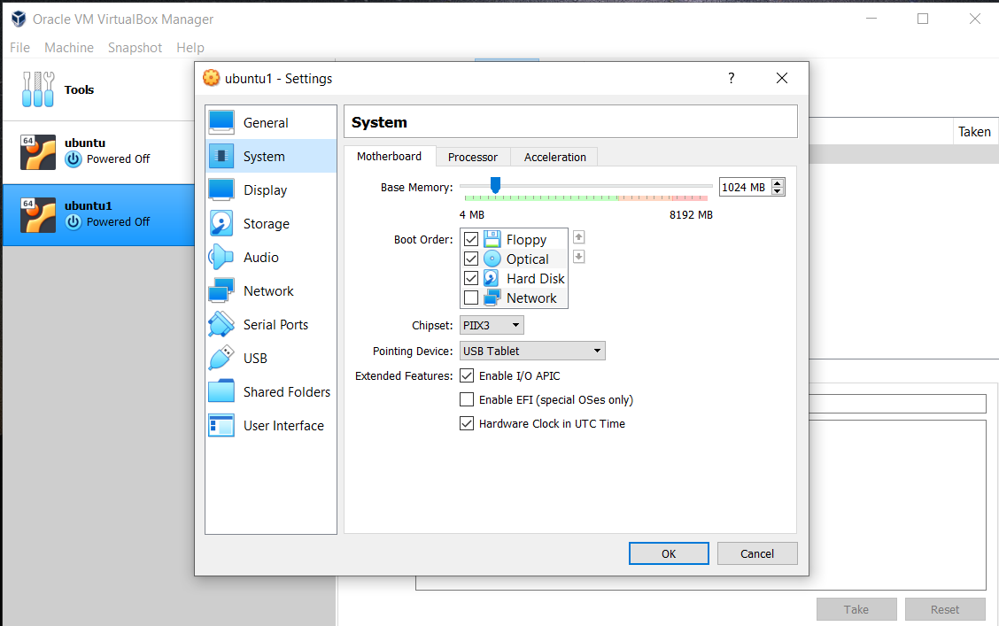 Oracle VM VirtualBox Manager
File Machine Snapshot Help
Tools
64
ubuntu
Powered Off
64
ubuntu1
Powered Off
Taken
ubuntu1 - Settings
?
General
System
Display
Storage
Audio
Network
Serial Ports
USB
Shared Folders
User Interface
System
Motherboard Processor Acceleration
Base Memory: 1024 MB
4 MB 8192 MB
Boot Order: Floppy
Optical
Hard Disk
Network
Chipset: PIIX3
Pointing Device: USB Tablet
Extended Features: Enable I/O APIC
Enable EFI (special OSes only)
Hardware Clock in UTC Time
OK Cancel
Take Reset